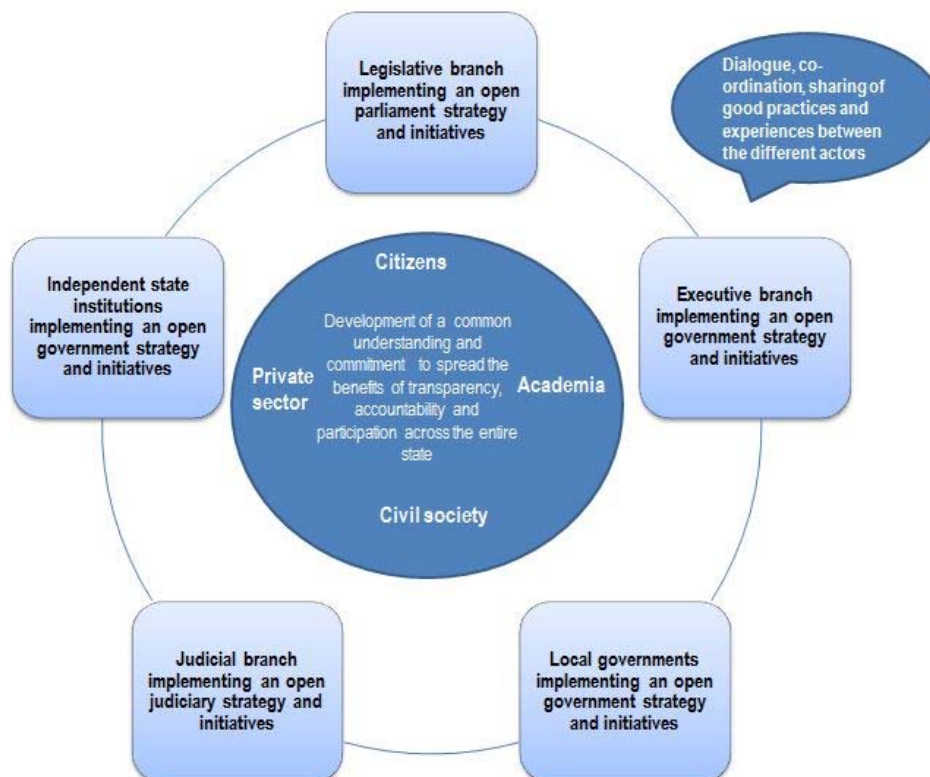 Legislative branch
implementing an open
parliament strategy
and initiatives
Dialogue, co-
ordination, sharing of
good practices and
experiences between
the different actors
Independent state
institutions
implementing an open
government strategy
and initiatives
Executive branch
implementing an open
government strategy
and initiatives
Citizens
Development of a common
understanding and
commitment to spread the
benefits of transparency,
accountability and
participation across the entire
state
Private
sector
Academia
Civil society
Judicial branch
implementing an open
judiciary strategy and
initiatives
Local governments
implementing an open
government strategy
and initiatives